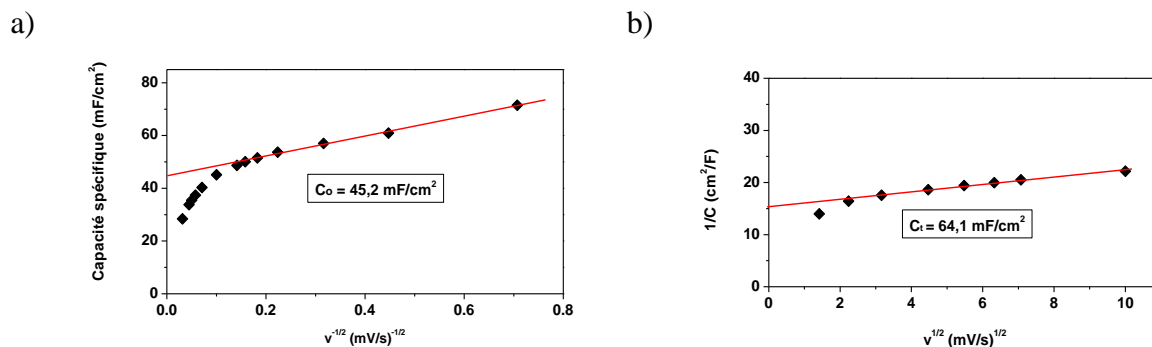 a)
Capacité spécifique (mF/cm²)
80
60
40
20
0
C₀ = 45,2 mF/cm²
0.0 0.2 0.4 0.6 0.8
v⁻¹/² (mV/s)⁻¹/²
b)
1/C (cm²/F)
40
30
20
10
0
Cₜ = 64,1 mF/cm²
0 2 4 6 8 10
v¹/² (mV/s)¹/²